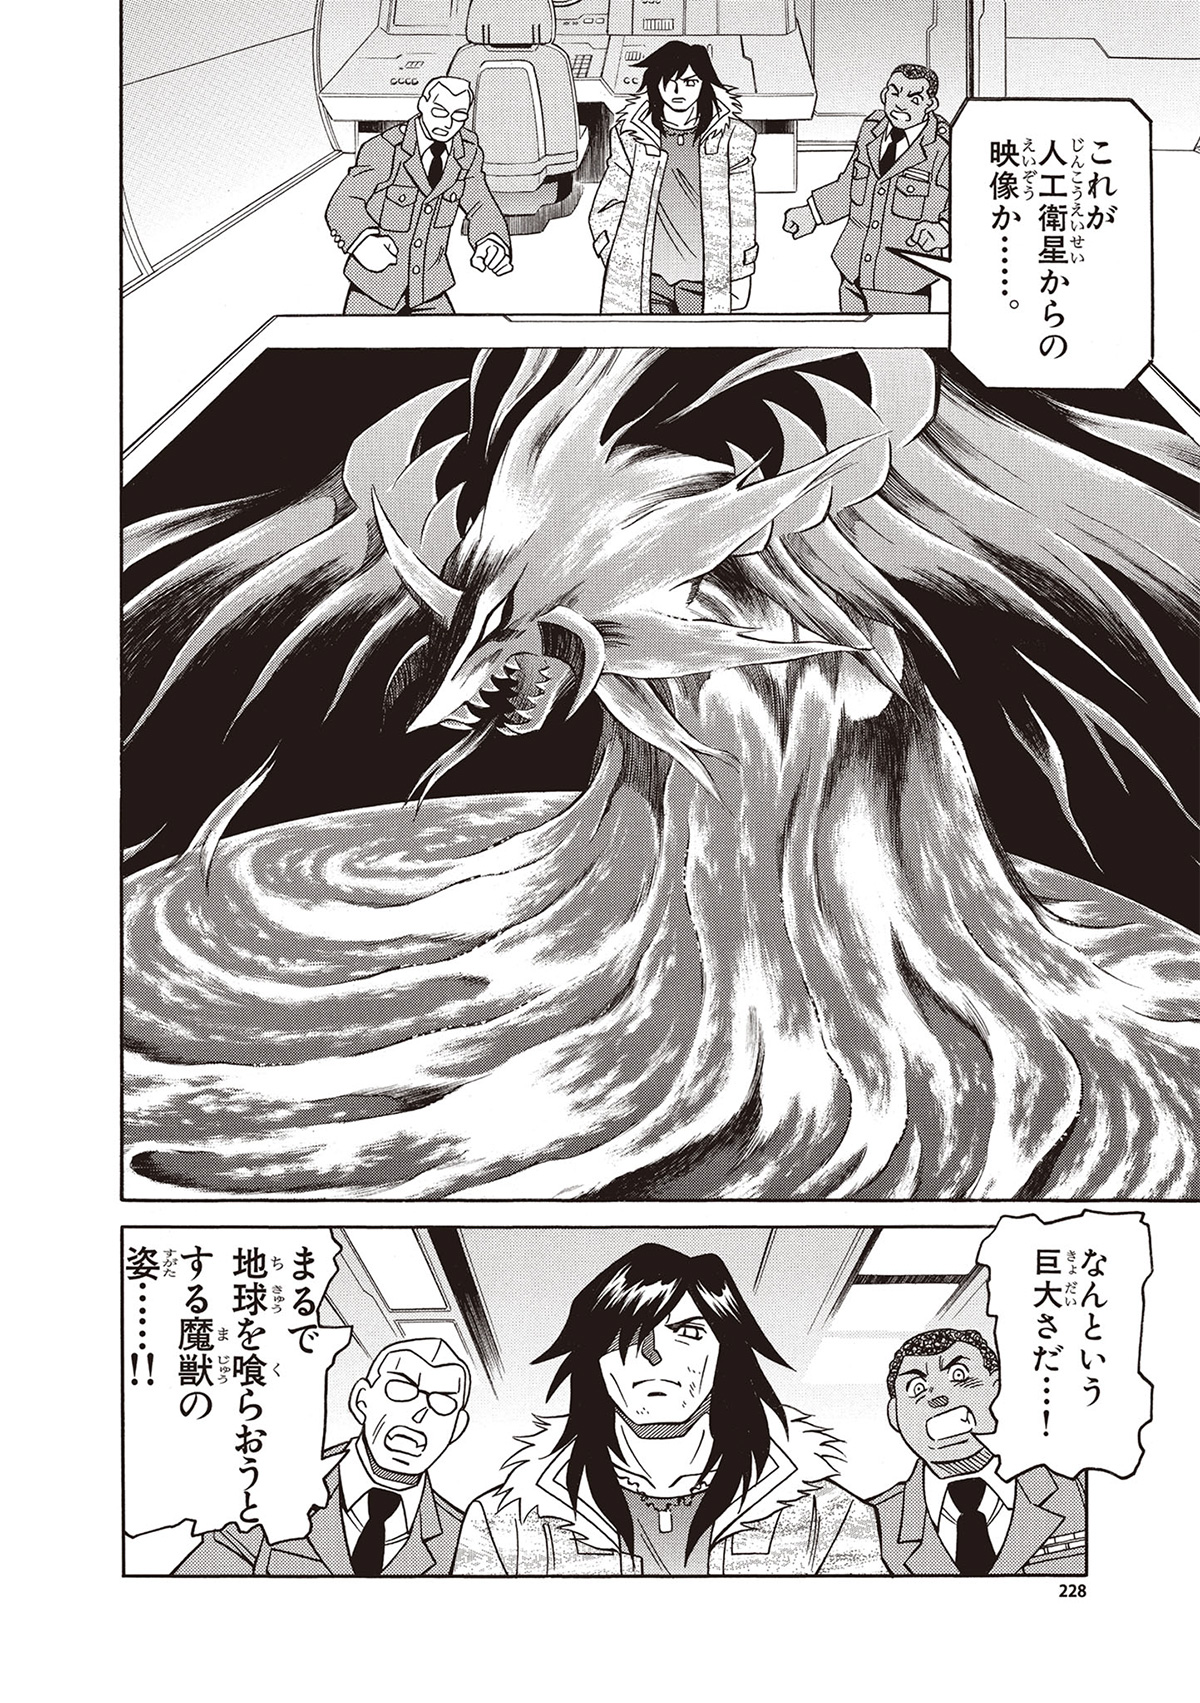 これが
人工衛星からの
映像か……。
なんという
巨大さだ…！
まるで
地球を喰らおうと
する魔獣の
姿……!!
228